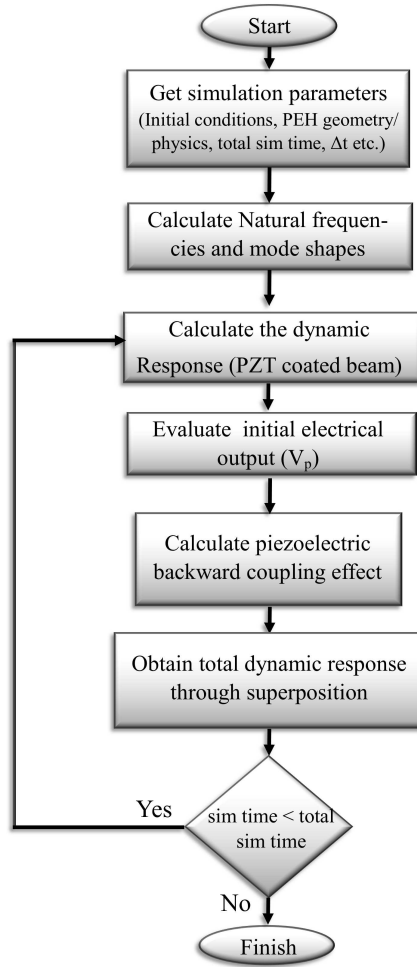 Start
Get simulation parameters
(Initial conditions, PEH geometry/
physics, total sim time, Δt etc.)
Calculate Natural frequen-
cies and mode shapes
Calculate the dynamic
Response (PZT coated beam)
Evaluate initial electrical
output (Vₚ)
Calculate piezoelectric
backward coupling effect
Obtain total dynamic response
through superposition
Yes
sim time < total
sim time
No
Finish